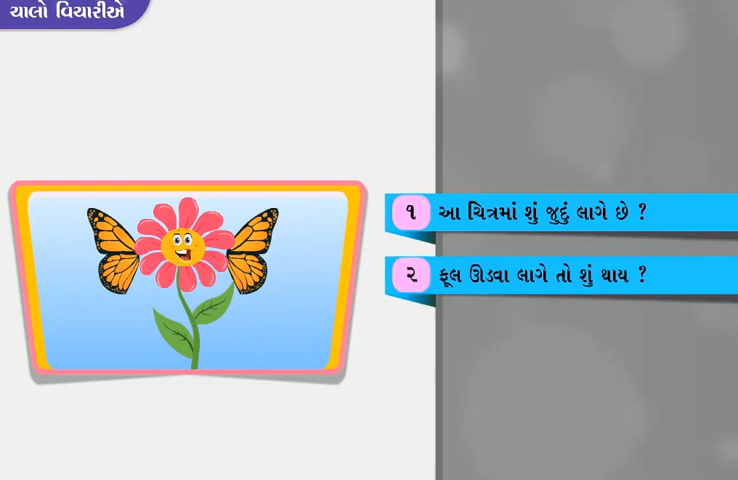 ચાલો વિચારીએ
૧ આ ચિત્રમાં શું જુદું લાગે છે ?
૨ ફૂલ ઊડવા લાગે તો શું થાય ?